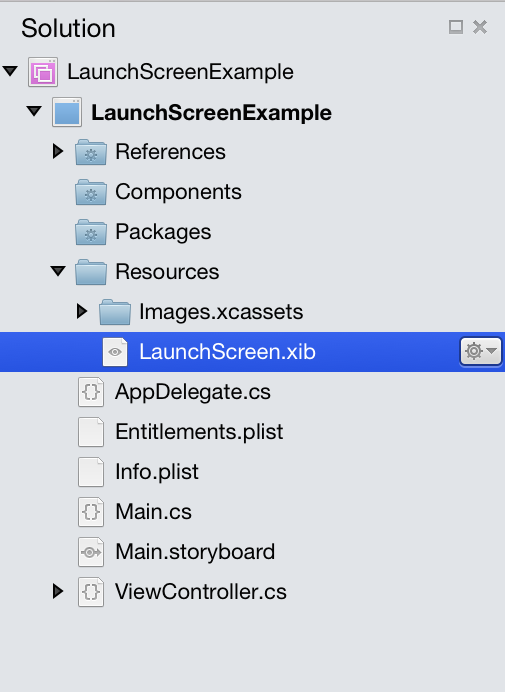 Solution
LaunchScreenExample
LaunchScreenExample
References
Components
Packages
Resources
Images.xcassets
LaunchScreen.xib
AppDelegate.cs
Entitlements.plist
Info.plist
Main.cs
Main.storyboard
ViewController.cs